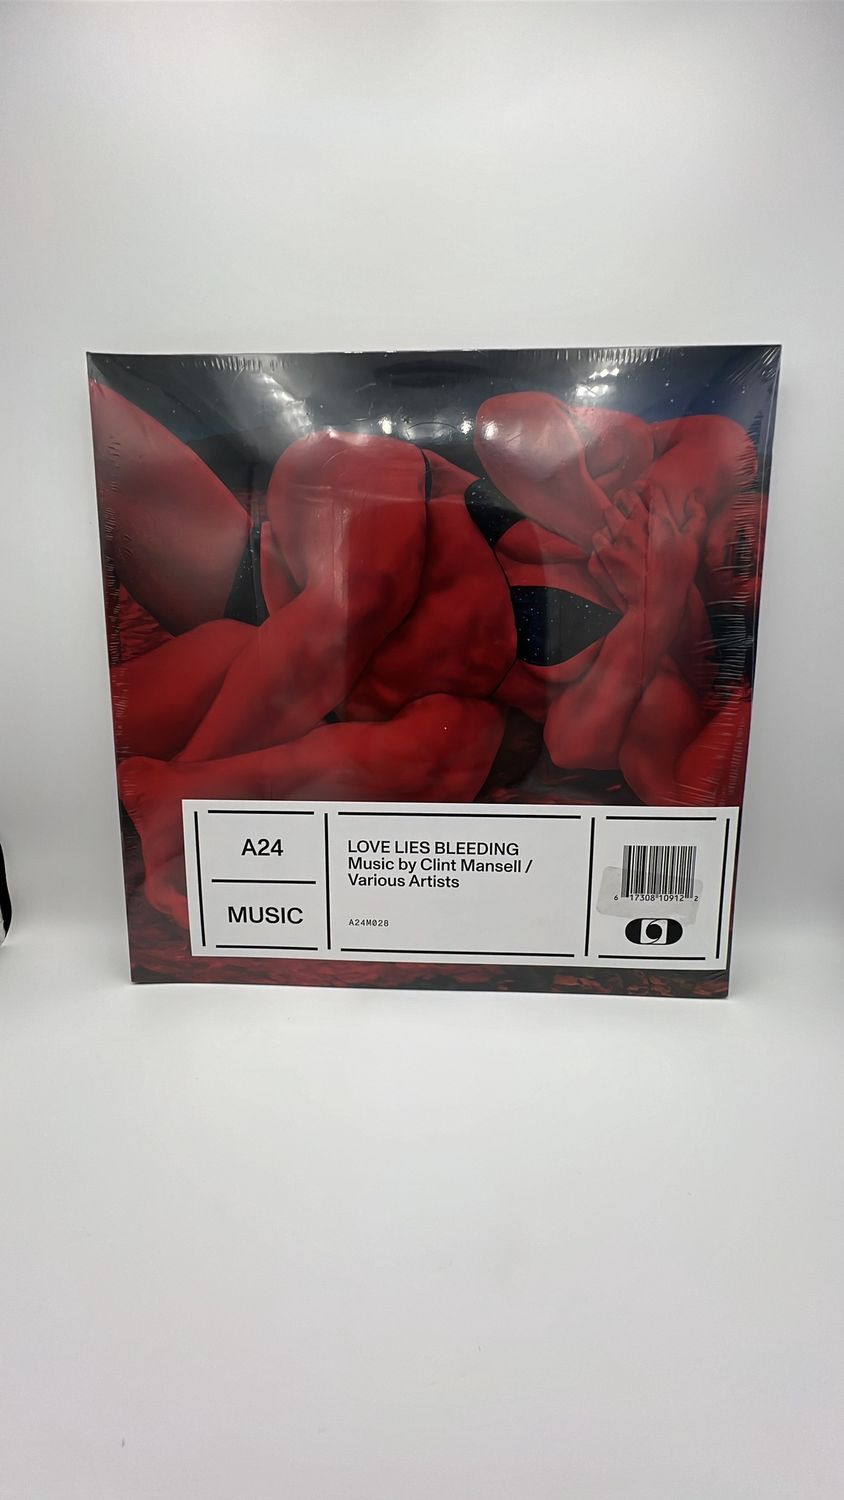 A24
MUSIC
LOVE LIES BLEEDING
Music by Clint Mansell /
Various Artists
A24M028
6 17308 10912 2